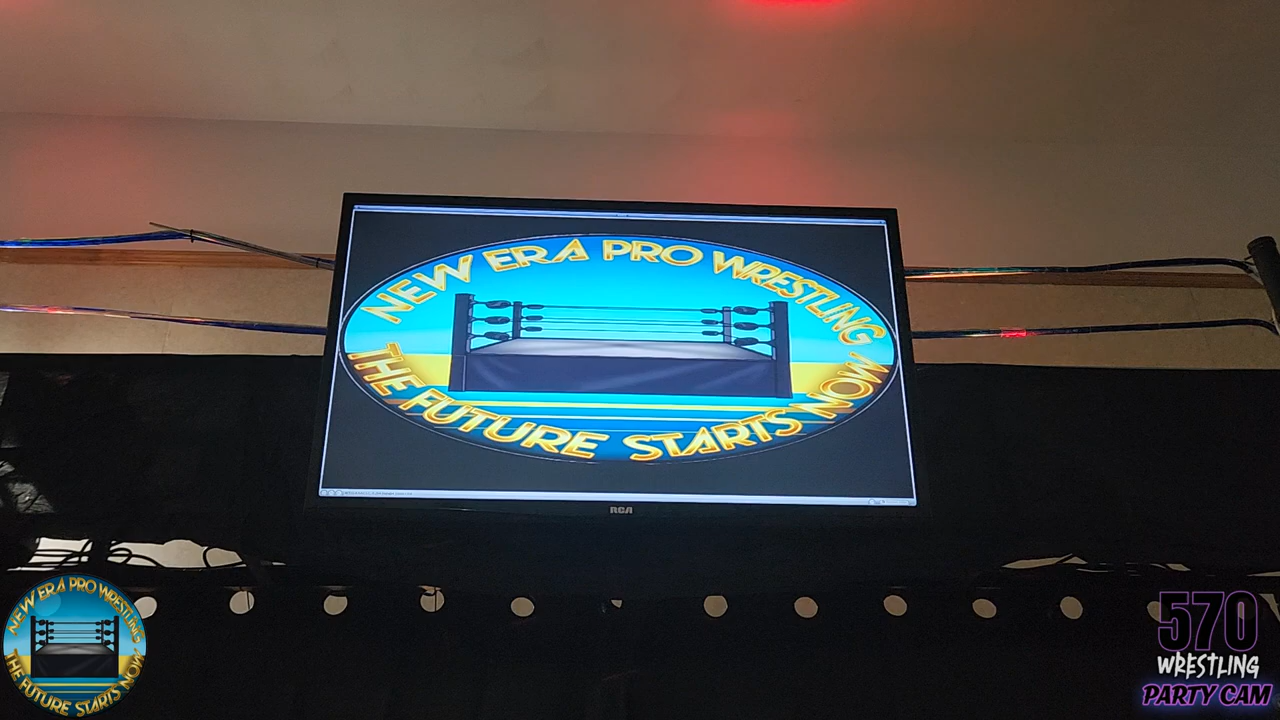 NEW ERA PRO WRESTLING
THE FUTURE STARTS NOW
RCA
NEW ERA PRO WRESTLING
THE FUTURE STARTS NOW
570
WRESTLING
PARTY CAM